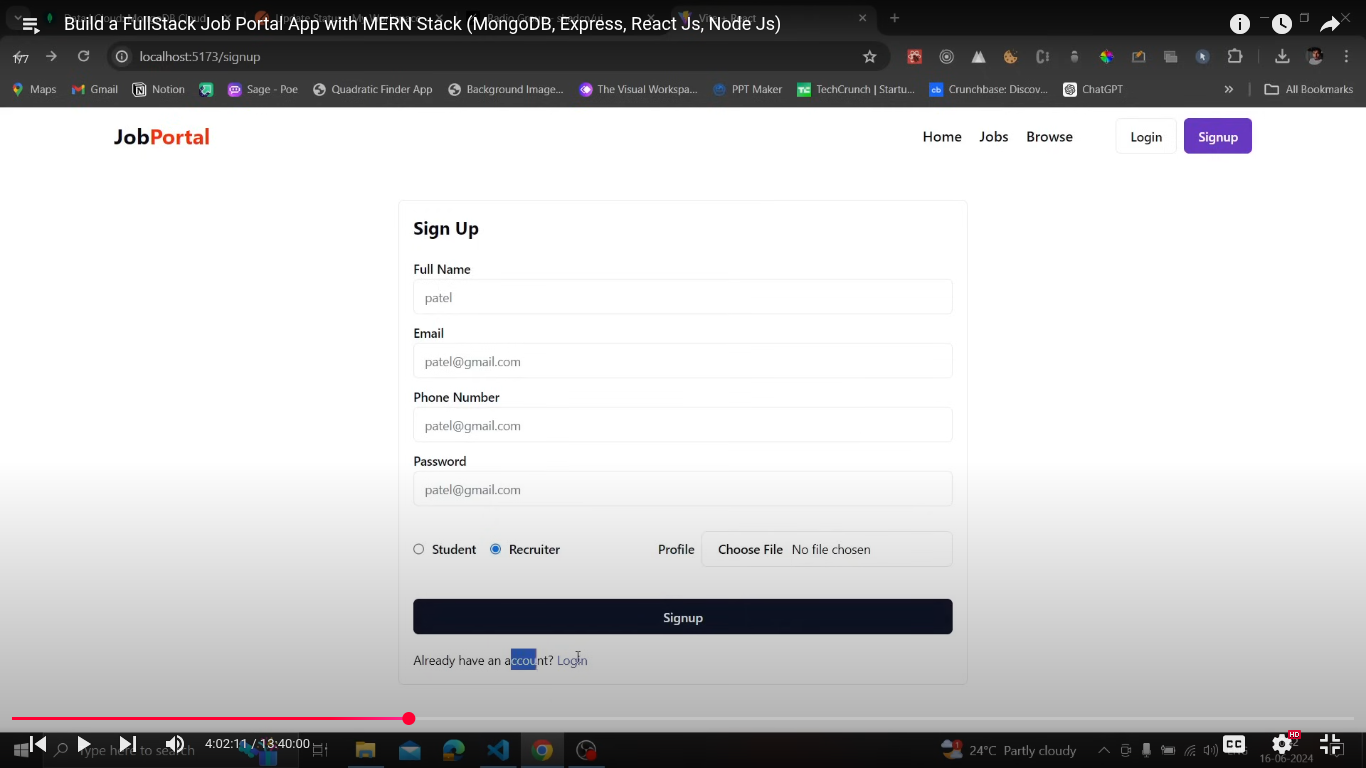 Build a FullStack Job Portal App with MERN Stack (MongoDB, Express, React Js, Node Js)
localhost:5173/signup
Maps Gmail Notion Sage - Poe Quadratic Finder App Background Image... The Visual Workspa... PPT Maker TechCrunch | Startu... Crunchbase: Discov... ChatGPT » All Bookmarks
JobPortal Home Jobs Browse Login Signup
Sign Up
Full Name
patel
Email
patel@gmail.com
Phone Number
patel@gmail.com
Password
patel@gmail.com
Student Recruiter Profile Choose File No file chosen
Signup
Already have an account? Login
Type here to search
4:02:11 / 13:40:00
24°C Partly cloudy
CC
HD
16-06-2024